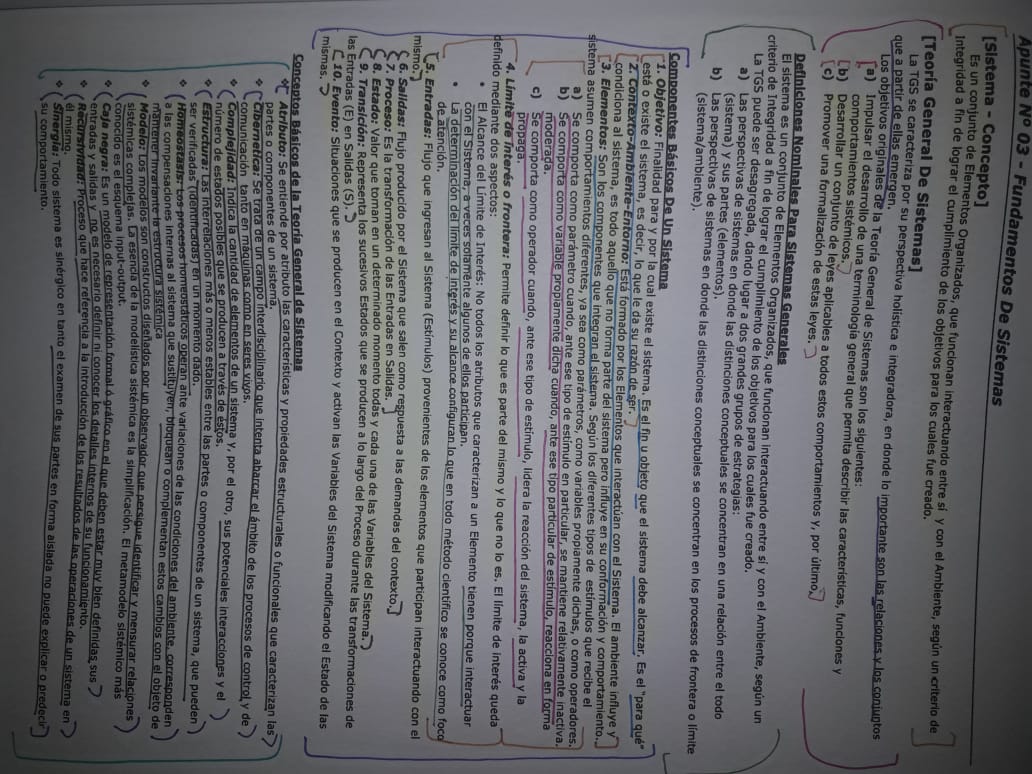 Apunte Nº 03 - Fundamentos De Sistemas
[Sistema - Concepto]
Es un conjunto de Elementos Organizados, que funcionan interactuando entre sí y con el Ambiente, según un criterio de
Integridad a fin de lograr el cumplimiento de los objetivos para los cuales fue creado.
[Teoría General De Sistemas]
La TGS se caracteriza por su perspectiva holística e integradora, en donde lo importante son las relaciones y los conjuntos
que a partir de ellas emergen.
Los objetivos originales de la Teoría General de Sistemas son los siguientes:
a) Impulsar el desarrollo de una terminología general que permita describir las características, funciones y
comportamientos sistémicos.
b) Desarrollar un conjunto de leyes aplicables a todos estos comportamientos y, por último,
c) Promover una formalización de estas leyes.
Definiciones Nominales Para Sistemas Generales
El sistema es un conjunto de Elementos Organizados, que funcionan interactuando entre sí y con el Ambiente, según un
criterio de Integridad a fin de lograr el cumplimiento de los objetivos para los cuales fue creado.
La TGS puede ser desagregada, dando lugar a dos grandes grupos de estrategias:
a) Las perspectivas de sistemas en donde las distinciones conceptuales se concentran en una relación entre el todo
(sistema) y sus partes (elementos).
b) Las perspectivas de sistemas en donde las distinciones conceptuales se concentran en los procesos de frontera o límite
(sistema/ambiente).
Componentes Básicos De Un Sistema
1. Objetivo: Finalidad para y por la cual existe el sistema. Es el fin u objeto que el sistema debe alcanzar. Es el "para qué"
está o existe el sistema, es decir, lo que le da su razón de ser.
2. Contexto-Ambiente-Entorno: Está formado por los Elementos que interactúan con el Sistema. El ambiente influye y
condiciona al sistema, es todo aquello que no forma parte del sistema pero influye en su conformación y comportamiento.
3. Elementos: Son los componentes que integran el sistema. Según los diferentes tipos de estímulos que recibe el
sistema asumen comportamientos diferentes, ya sea como parámetros, como variables propiamente dichas, o como operadores.
a) Se comporta como parámetro cuando, ante ese tipo de estímulo en particular, se mantiene relativamente inactiva.
b) Se comporta como variable propiamente dicha cuando, ante ese tipo particular de estímulo, reacciona en forma
moderada.
c) Se comporta como operador cuando, ante ese tipo de estímulo, lidera la reacción del sistema, la activa y la
propaga.
4. Límite de interés o frontera: Permite definir lo que es parte del mismo y lo que no lo es. El límite de interés queda
definido mediante dos aspectos:
• El Alcance del Límite de Interés: No todos los atributos que caracterizan a un Elemento tienen porque interactuar
con el Sistema, a veces solamente algunos de ellos participan.
• La determinación del límite de interés y su alcance configuran lo que en todo método científico se conoce como foco
de atención.
5. Entradas: Flujo que ingresan al Sistema (Estímulos) provenientes de los elementos que participan interactuando con el
mismo.
6. Salidas: Flujo producido por el Sistema que salen como respuesta a las demandas del contexto.
7. Proceso: Es la transformación de las Entradas en Salidas.
8. Estado: Valor que toman en un determinado momento todas y cada una de las Variables del Sistema.
9. Transición: Representa los sucesivos Estados que se producen a lo largo del Proceso durante las transformaciones de
las Entradas (E) en Salidas (S).
10. Evento: Situaciones que se producen en el Contexto y activan las Variables del Sistema modificando el Estado de las
mismas.
Conceptos Básicos de la Teoría General de Sistemas
❖ Atributo: Se entiende por atributo las características y propiedades estructurales o funcionales que caracterizan las
partes o componentes de un sistema.
❖ Cibernética: Se trata de un campo interdisciplinario que intenta abarcar el ámbito de los procesos de control y de
comunicación tanto en máquinas como en seres vivos.
❖ Complejidad: Indica la cantidad de elementos de un sistema y, por el otro, sus potenciales interacciones y el
número de estados posibles que se producen a través de éstos.
❖ Estructura: Las interrelaciones más o menos estables entre las partes o componentes de un sistema, que pueden
ser verificadas (identificadas) en un momento dado.
❖ Homeostasis: Los procesos homeostáticos operan ante variaciones de las condiciones del ambiente, corresponden
a las compensaciones internas al sistema que sustituyen, bloquean o complementan estos cambios con el objeto de
mantener invariante la estructura sistémica
❖ Modelo: Los modelos son constructos diseñados por un observador que persigue identificar y mensurar relaciones
sistémicas complejas. La esencia de la modelística sistémica es la simplificación. El metamodelo sistémico más
conocido es el esquema input-output.
❖ Caja negra: Es un modelo de representación formal ó gráfico en el que deben estar muy bien definidas sus
entradas y salidas y no es necesario definir ni conocer los detalles internos de su funcionamiento.
❖ Recursividad: Proceso que hace referencia a la introducción de los resultados de las operaciones de un sistema en
él mismo.
❖ Sinergia: Todo sistema es sinérgico en tanto el examen de sus partes en forma aislada no puede explicar o predecir
su comportamiento.